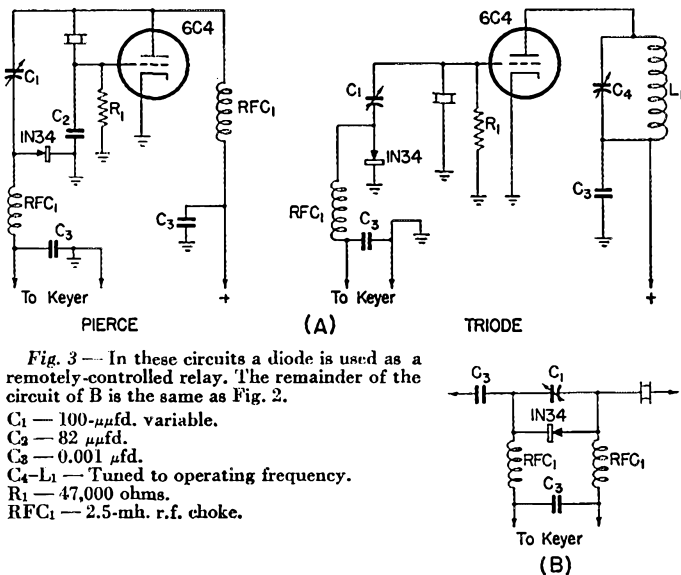 6C4
C₁
C₂
R₁
RFC₁
1N34
RFC₁
C₃
C₃
To Keyer
+
PIERCE
(A)
6C4
C₁
C₄
L₁
R₁
1N34
RFC₁
C₃
C₃
To Keyer
+
TRIODE
Fig. 3 — In these circuits a diode is used as a
remotely-controlled relay. The remainder of the
circuit of B is the same as Fig. 2.
C₁ — 100-μμfd. variable.
C₂ — 82 μμfd.
C₃ — 0.001 μfd.
C₄-L₁ — Tuned to operating frequency.
R₁ — 47,000 ohms.
RFC₁ — 2.5-mh. r.f. choke.
C₃
C₁
1N34
RFC₁
RFC₁
C₃
To Keyer
(B)